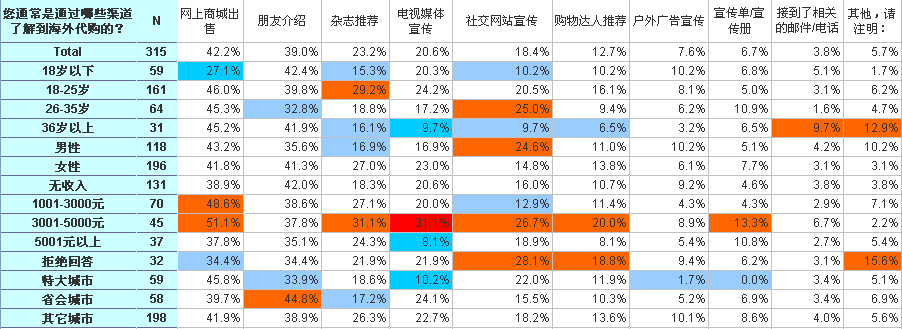 您通常是通过哪些渠道了解到海外代购的? N 网上商城出售 朋友介绍 杂志推荐 电视媒体宣传 社交网站宣传 购物达人推荐 户外广告宣传 宣传单/宣传册 接到了相关的邮件/电话 其他，请注明：
Total 315 42.2% 39.0% 23.2% 20.6% 18.4% 12.7% 7.6% 6.7% 3.8% 5.7%
18岁以下 59 27.1% 42.4% 15.3% 20.3% 10.2% 10.2% 10.2% 6.8% 5.1% 1.7%
18-25岁 161 46.0% 39.8% 29.2% 24.2% 20.5% 16.1% 8.1% 5.0% 3.1% 6.2%
26-35岁 64 45.3% 32.8% 18.8% 17.2% 25.0% 9.4% 6.2% 10.9% 1.6% 4.7%
36岁以上 31 45.2% 41.9% 16.1% 9.7% 9.7% 6.5% 3.2% 6.5% 9.7% 12.9%
男性 118 43.2% 35.6% 16.9% 16.9% 24.6% 11.0% 10.2% 5.1% 4.2% 10.2%
女性 196 41.8% 41.3% 27.0% 23.0% 14.8% 13.8% 6.1% 7.7% 3.1% 3.1%
无收入 131 38.9% 42.0% 18.3% 20.6% 16.0% 10.7% 9.2% 4.6% 3.8% 3.8%
1001-3000元 70 48.6% 38.6% 27.1% 20.0% 12.9% 11.4% 4.3% 4.3% 2.9% 7.1%
3001-5000元 45 51.1% 37.8% 31.1% 31.1% 26.7% 20.0% 8.9% 13.3% 6.7% 2.2%
5001元以上 37 37.8% 35.1% 24.3% 8.1% 18.9% 8.1% 5.4% 10.8% 2.7% 5.4%
拒绝回答 32 34.4% 34.4% 21.9% 21.9% 28.1% 18.8% 9.4% 6.2% 3.1% 15.6%
特大城市 59 45.8% 33.9% 18.6% 10.2% 22.0% 11.9% 1.7% 0.0% 3.4% 5.1%
省会城市 58 39.7% 44.8% 17.2% 24.1% 15.5% 10.3% 5.2% 6.9% 3.4% 6.9%
其它城市 198 41.9% 38.9% 26.3% 22.7% 18.2% 13.6% 10.1% 8.6% 4.0% 5.6%